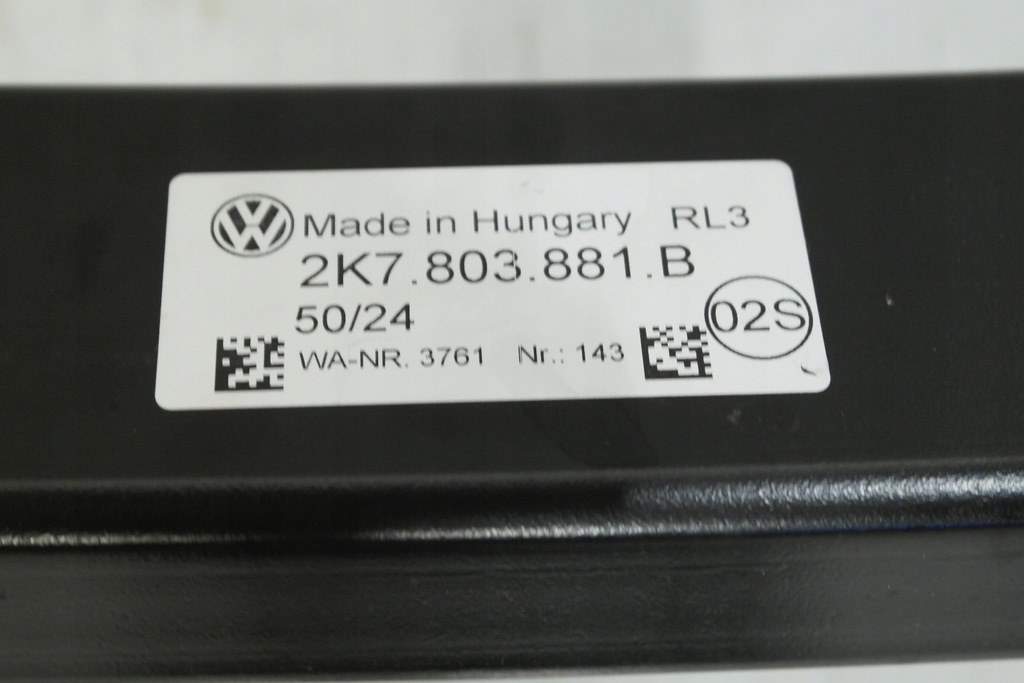 Made in Hungary RL3
2K7.803.881.B
50/24
02S
WA-NR. 3761 Nr.: 143